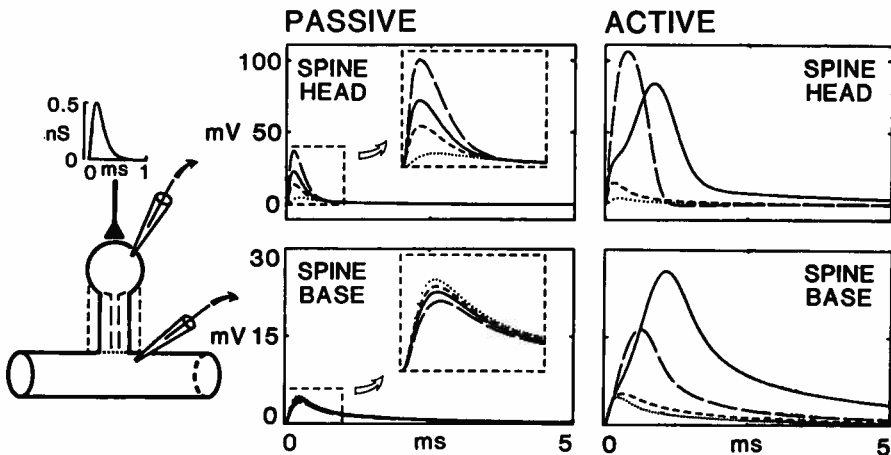 PASSIVE
ACTIVE
0.5
nS
0
0 ms 1
100
mV
50
0
SPINE
HEAD
SPINE
HEAD
30
mV
15
0
SPINE
BASE
0
ms
5
SPINE
BASE
0
ms
5